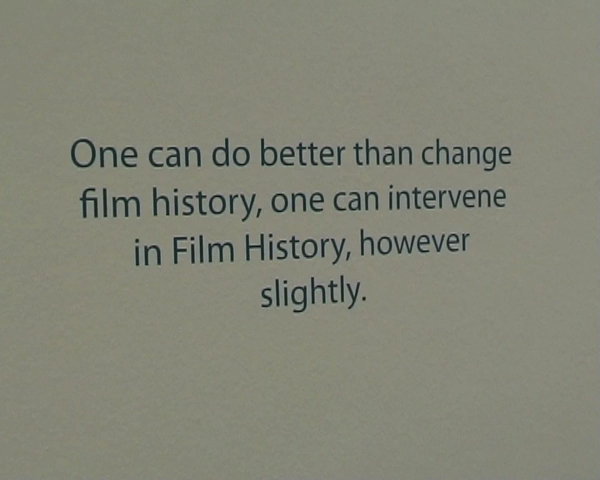 One can do better than change
film history, one can intervene
in Film History, however
slightly.